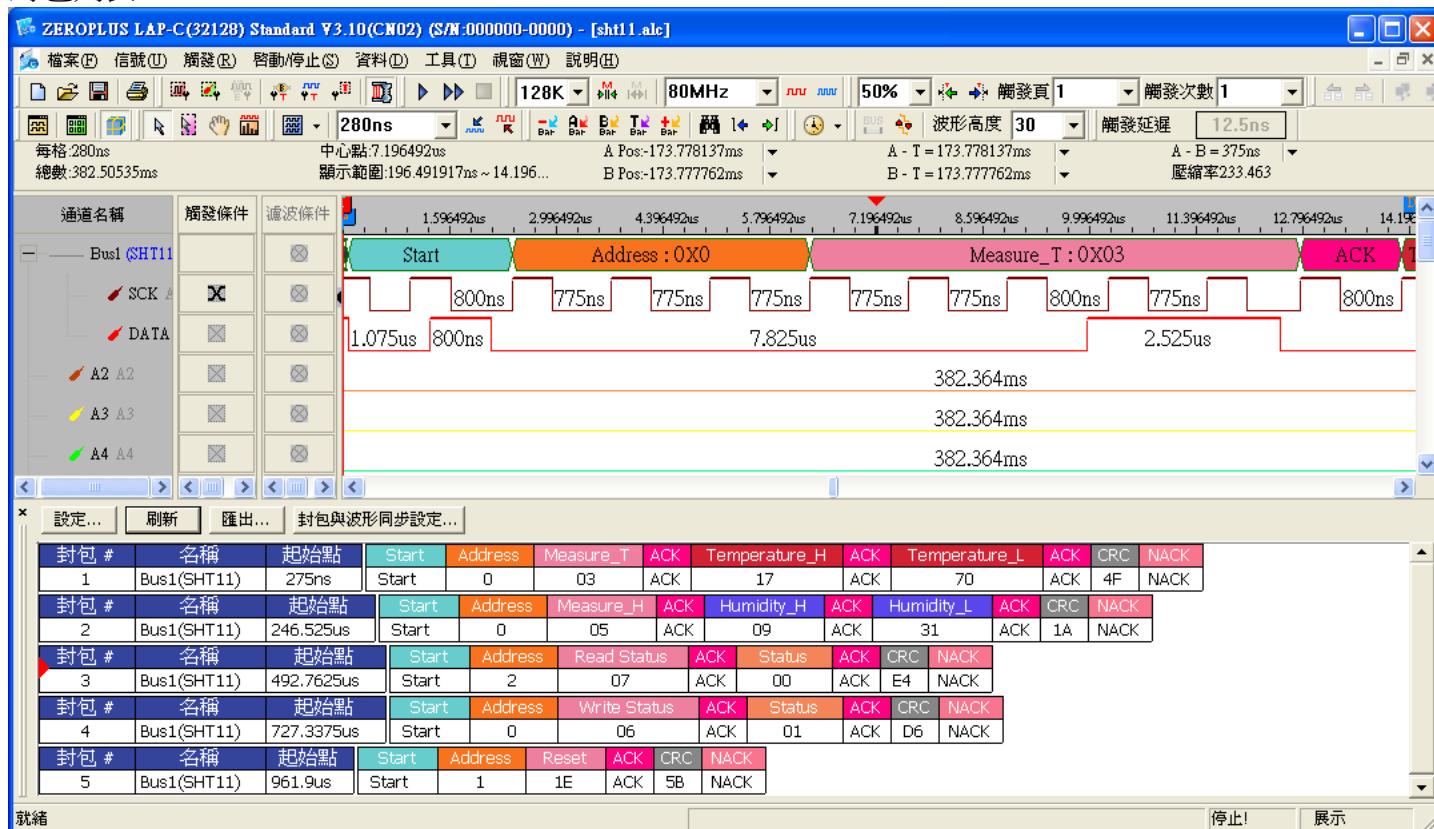 ZEROPLUS LAP-C(32128) Standard V3.10(CN02) (S/N:000000-0000) - [sht11.alc]
檔案(F) 信號(U) 觸發(R) 啓動/停止(S) 資料(D) 工具(T) 視窗(W) 說明(H)
128K 80MHz 50% 觸發頁 1 觸發次數 1
280ns Bar Bar Bar Bar Bar BUS 波形高度 30 觸發延遲 12.5ns
每格:280ns 中心點:7.196492us A Pos:-173.778137ms A - T = 173.778137ms A - B = 375ns
總數:382.50535ms 顯示範圍:196.491917ns ~ 14.196... B Pos:-173.777762ms B - T = 173.777762ms 壓縮率233.463
通道名稱 觸發條件 濾波條件 1.596492us 2.996492us 4.396492us 5.796492us 7.196492us 8.596492us 9.996492us 11.396492us 12.796492us 14.196
Bus1 (SHT11 Start Address : 0X0 Measure_T : 0X03 ACK T
SCK A 800ns 775ns 775ns 775ns 775ns 775ns 800ns 775ns 800ns
DATA 1.075us 800ns 7.825us 2.525us
A2 A2 382.364ms
A3 A3 382.364ms
A4 A4 382.364ms
設定... 刷新 匯出... 封包與波形同步設定...
封包 # 名稱 起始點 Start Address Measure_T ACK Temperature_H ACK Temperature_L ACK CRC NACK
1 Bus1(SHT11) 275ns Start 0 03 ACK 17 ACK 70 ACK 4F NACK
封包 # 名稱 起始點 Start Address Measure_H ACK Humidity_H ACK Humidity_L ACK CRC NACK
2 Bus1(SHT11) 246.525us Start 0 05 ACK 09 ACK 31 ACK 1A NACK
封包 # 名稱 起始點 Start Address Read Status ACK Status ACK CRC NACK
3 Bus1(SHT11) 492.7625us Start 2 07 ACK 00 ACK E4 NACK
封包 # 名稱 起始點 Start Address Write Status ACK Status ACK CRC NACK
4 Bus1(SHT11) 727.3375us Start 0 06 ACK 01 ACK D6 NACK
封包 # 名稱 起始點 Start Address Reset ACK CRC NACK
5 Bus1(SHT11) 961.9us Start 1 1E ACK 5B NACK
就緒 停止! 展示